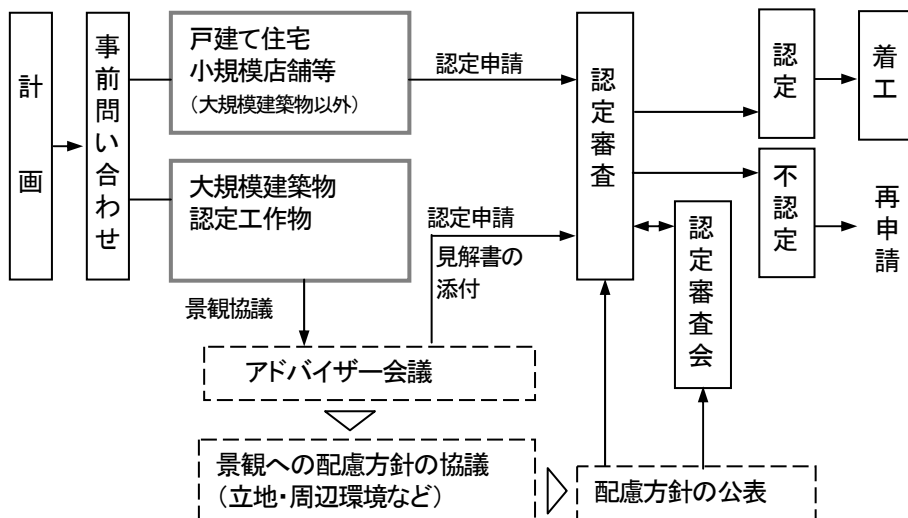 計画
事前問い合わせ
戸建て住宅
小規模店舗等
（大規模建築物以外）
認定申請
大規模建築物
認定工作物
認定申請
見解書の
添付
景観協議
アドバイザー会議
景観への配慮方針の協議
（立地・周辺環境など）
配慮方針の公表
認定審査
認定審査会
認定
着工
不認定
再申請